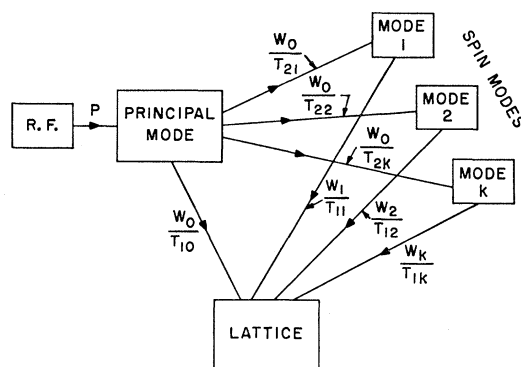 R.F.
P
PRINCIPAL
MODE
W₀
T₂₁
W₀
T₂₂
W₀
T₂ₖ
MODE
1
MODE
2
MODE
k
SPIN MODES
W₀
T₁₀
W₁
T₁₁
W₂
T₁₂
Wₖ
T₁ₖ
LATTICE